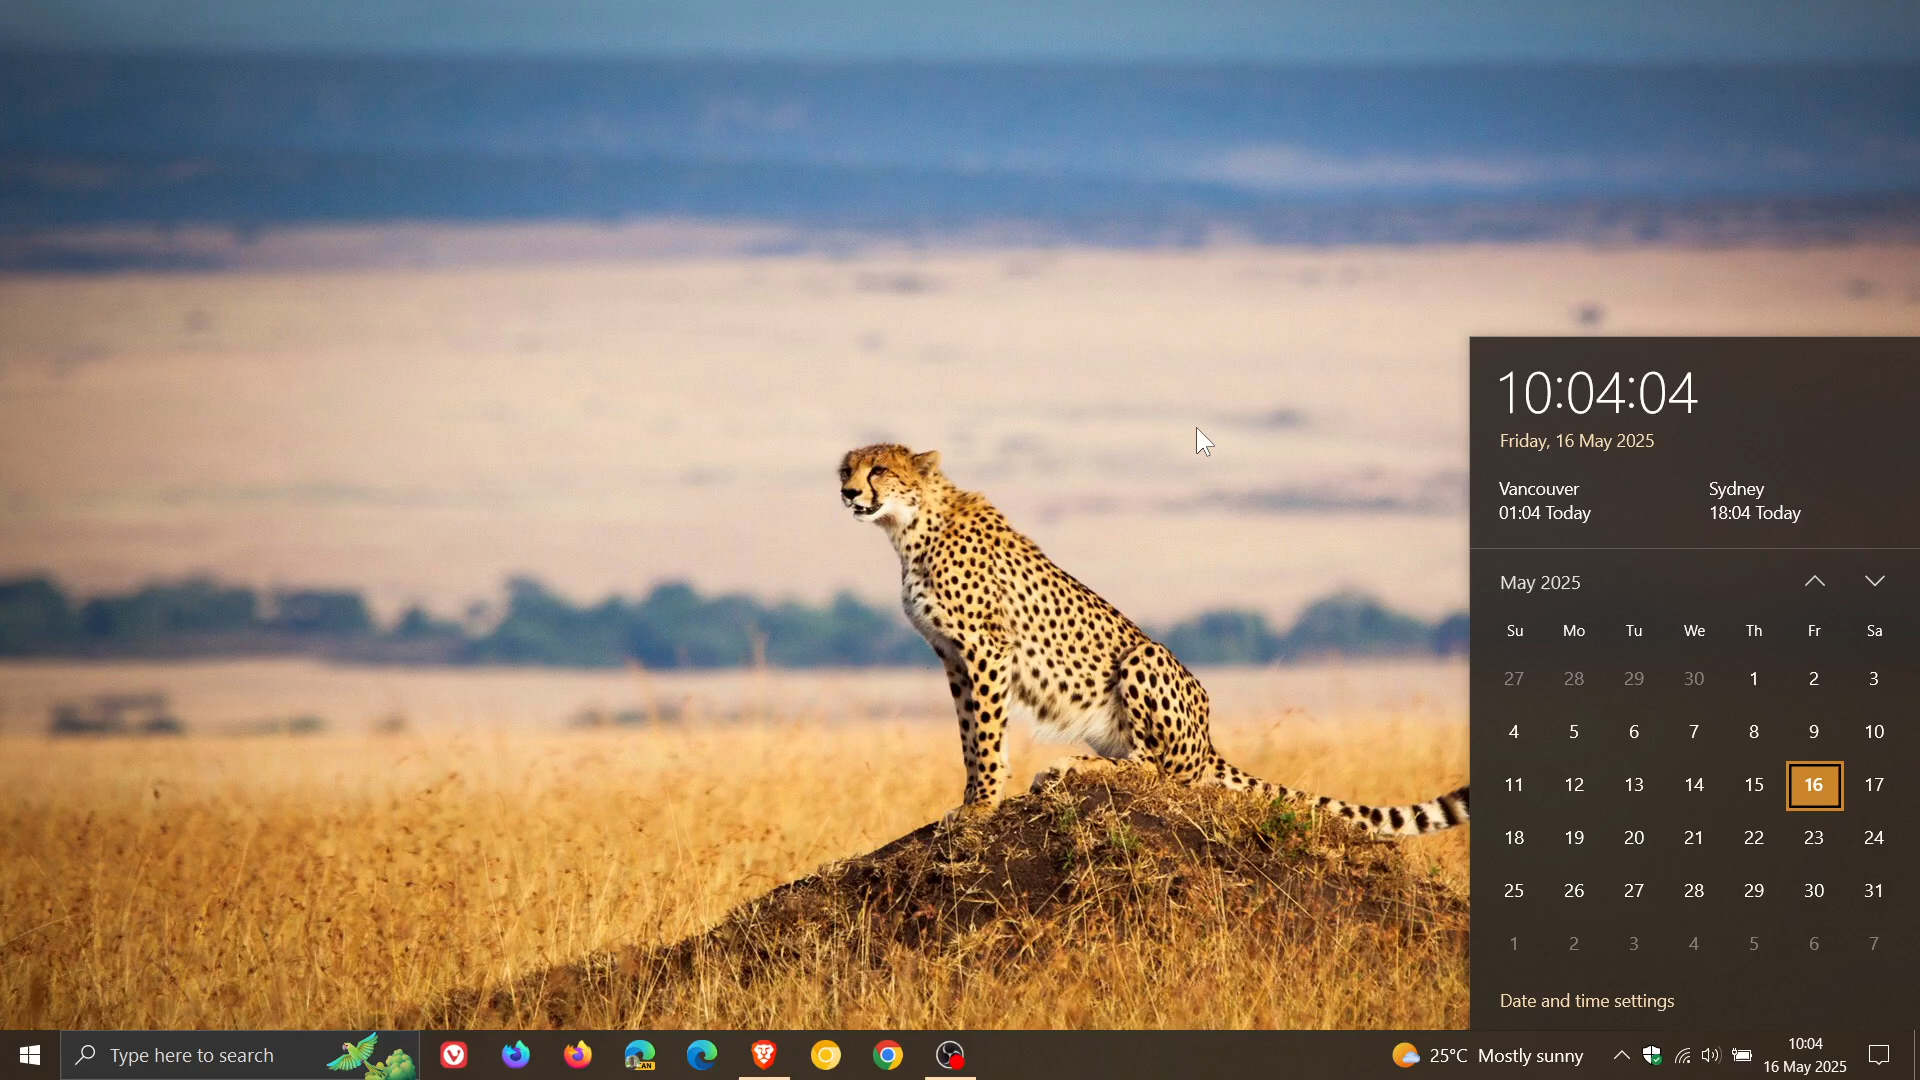 10:04:04
Friday, 16 May 2025
Vancouver
01:04 Today
Sydney
18:04 Today
May 2025
Su Mo Tu We Th Fr Sa
27 28 29 30 1 2 3
4 5 6 7 8 9 10
11 12 13 14 15 16 17
18 19 20 21 22 23 24
25 26 27 28 29 30 31
1 2 3 4 5 6 7
Date and time settings
Type here to search
AN
25°C Mostly sunny
10:04
16 May 2025